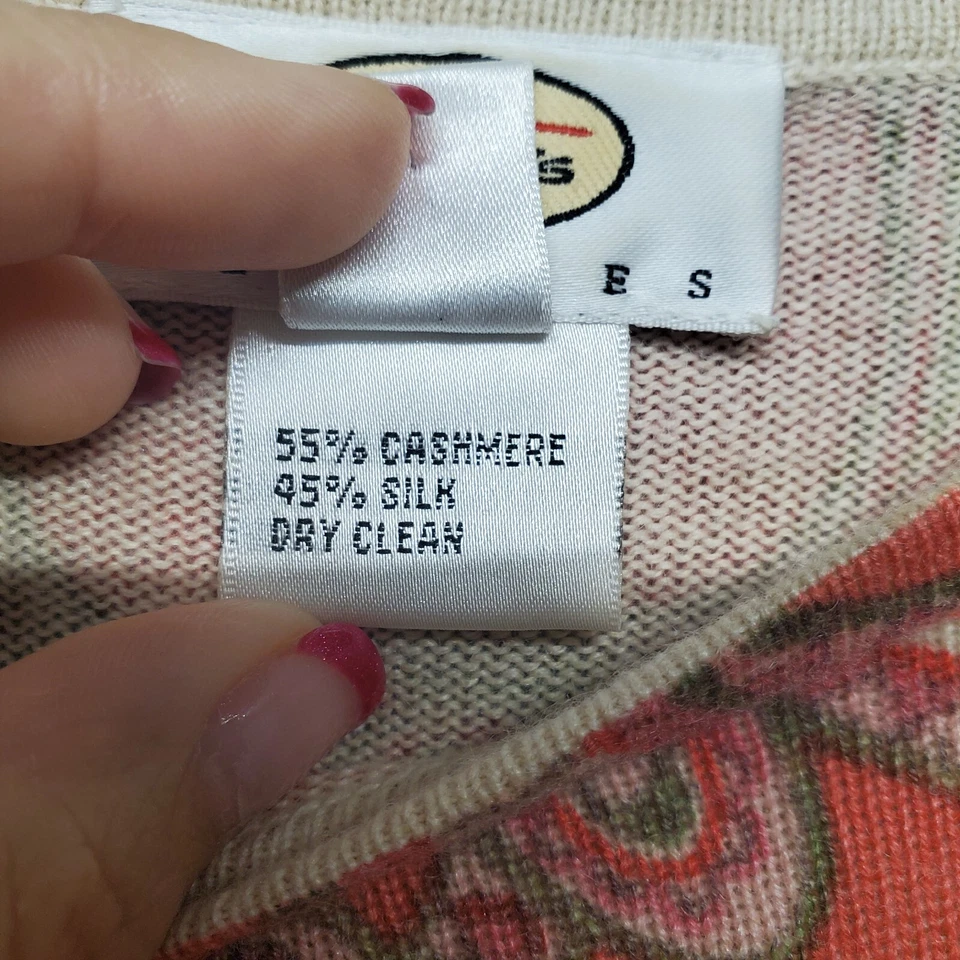 's
E S
55% CASHMERE
45% SILK
DRY CLEAN